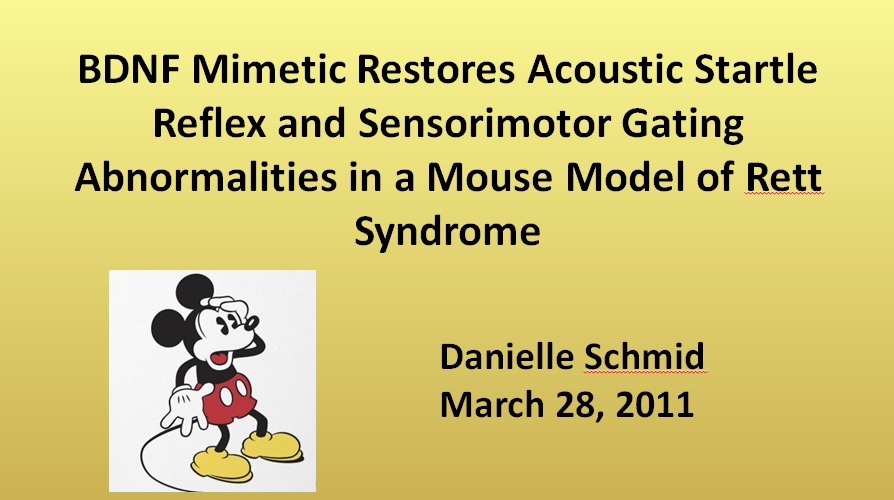 BDNF Mimetic Restores Acoustic Startle
Reflex and Sensorimotor Gating
Abnormalities in a Mouse Model of Rett
Syndrome
Danielle Schmid
March 28, 2011